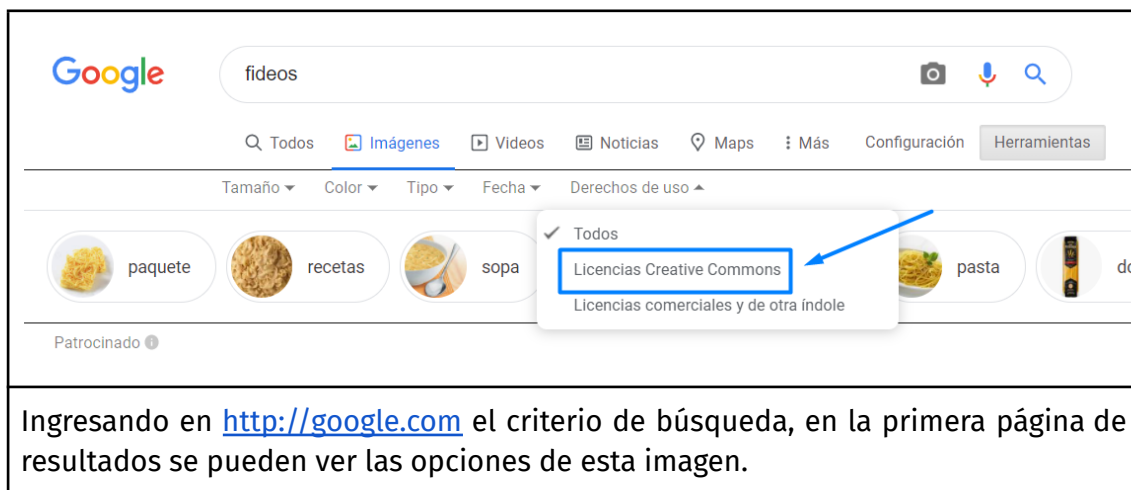 Google
fideos
Todos Imágenes Videos Noticias Maps Más Configuración Herramientas
Tamaño Color Tipo Fecha Derechos de uso
Todos
paquete recetas sopa Licencias Creative Commons pasta
Licencias comerciales y de otra índole
Patrocinado
Ingresando en http://google.com el criterio de búsqueda, en la primera página de
resultados se pueden ver las opciones de esta imagen.